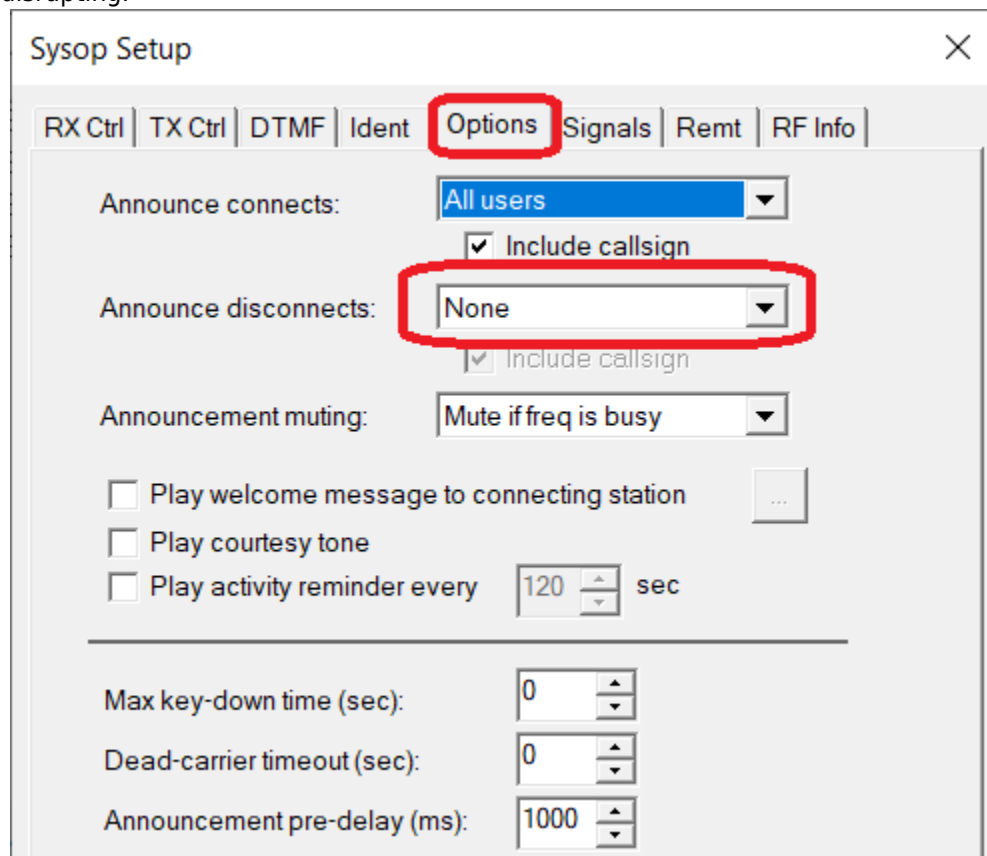 disrupting.
Sysop Setup
RX Ctrl TX Ctrl DTMF Ident Options Signals Remt RF Info
Announce connects: All users
Include callsign
Announce disconnects: None
Include callsign
Announcement muting: Mute if freq is busy
Play welcome message to connecting station ...
Play courtesy tone
Play activity reminder every 120 sec
Max key-down time (sec): 0
Dead-carrier timeout (sec): 0
Announcement pre-delay (ms): 1000